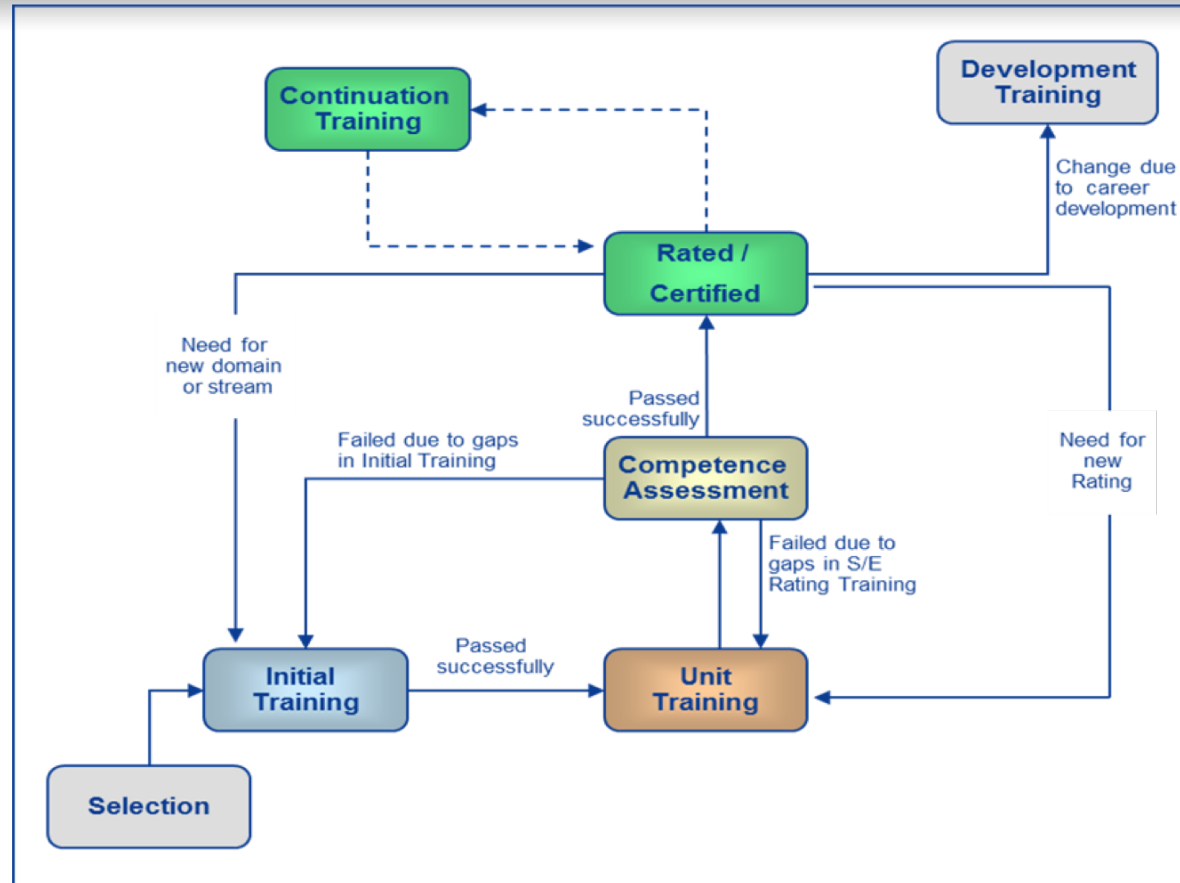 Continuation
Training
Development
Training
Change due
to career
development
Rated /
Certified
Need for
new domain
or stream
Passed
successfully
Failed due to gaps
in Initial Training
Competence
Assessment
Need for
new
Rating
Failed due to
gaps in S/E
Rating Training
Initial
Training
Passed
successfully
Unit
Training
Selection